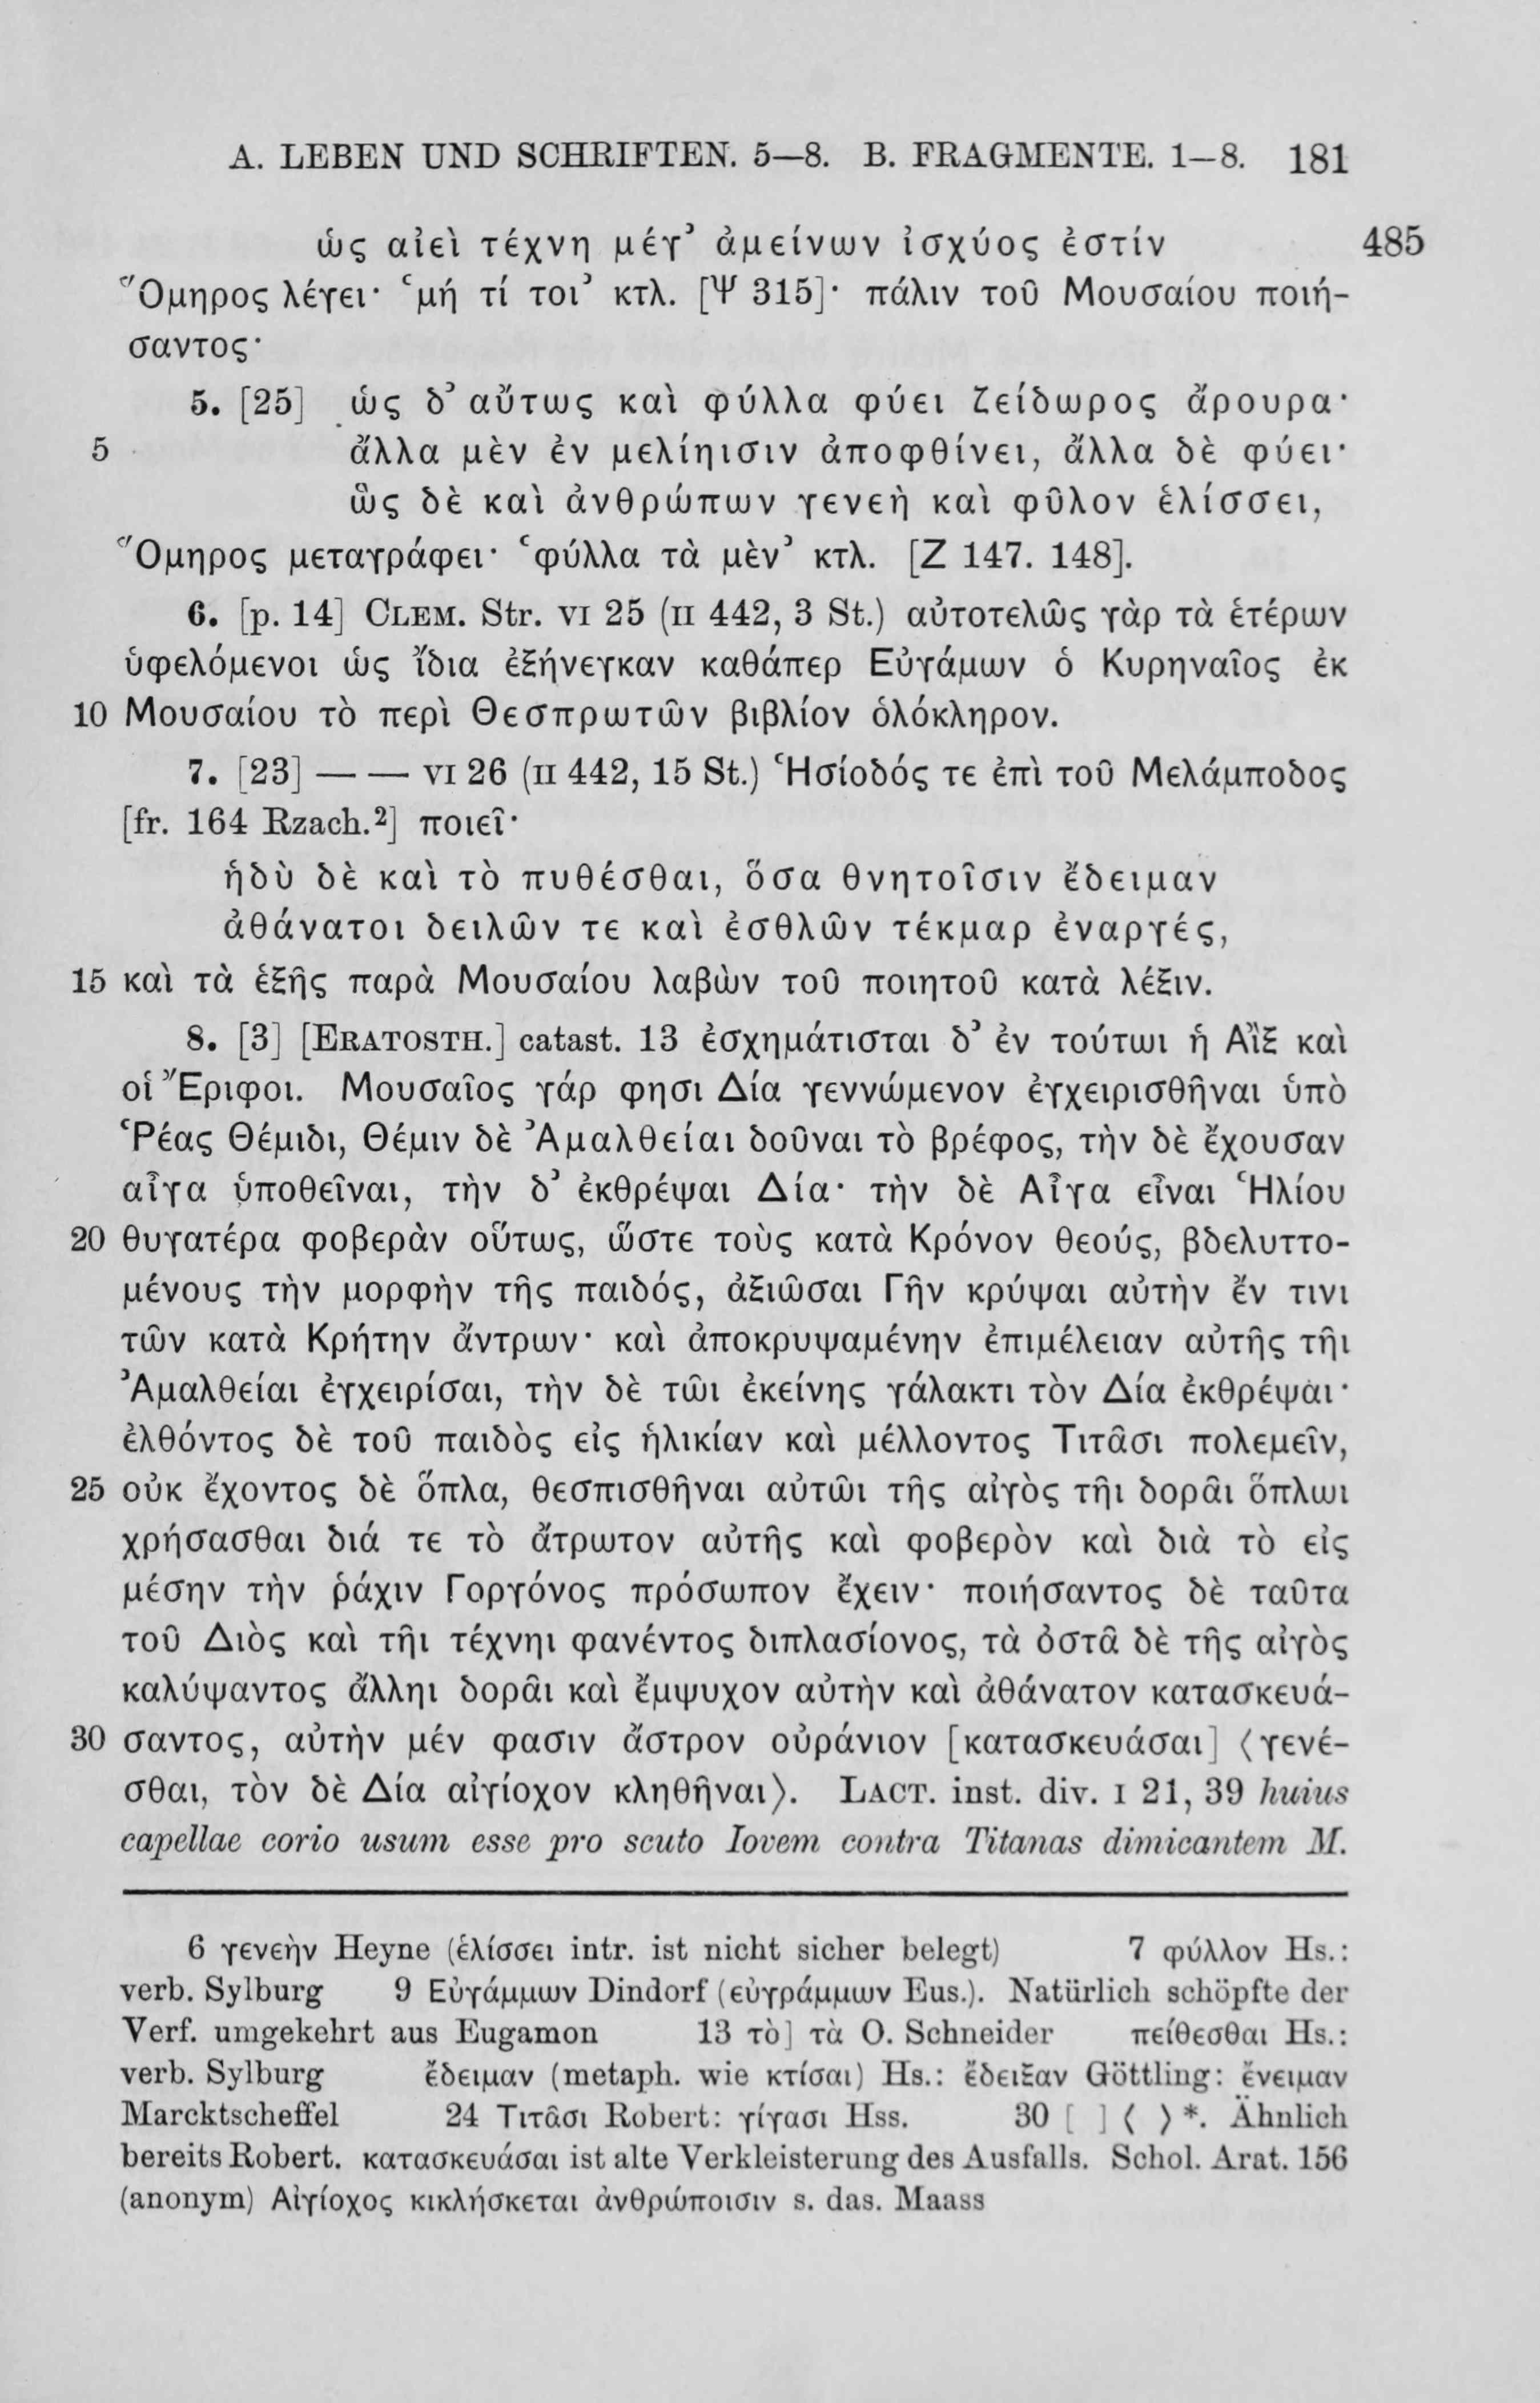 A. LEBEN UND SCHRIFTEN. 5—8. B. FRAGMENTE. 1—8. 181
ὡς αἰεὶ τέχνη μέγ’ ἀμείνων ἰσχύος ἐστίν 485
Ὅμηρος λέγει· ‘μή τί τοι’ κτλ. [Ψ 315]· πάλιν τοῦ Μουσαίου ποιή-
σαντος·
5. [25] ὡς δ’ αὔτως καὶ φύλλα φύει ζείδωρος ἄρουρα·
5 ἄλλα μὲν ἐν μελίηισιν ἀποφθίνει, ἄλλα δὲ φύει·
ὣς δὲ καὶ ἀνθρώπων γενεὴ καὶ φῦλον ἑλίσσει,
Ὅμηρος μεταγράφει· ‘φύλλα τὰ μὲν’ κτλ. [Ζ 147. 148].
6. [p. 14] CLEM. Str. VI 25 (II 442, 3 St.) αὐτοτελῶς γὰρ τὰ ἑτέρων
ὑφελόμενοι ὡς ἴδια ἐξήνεγκαν καθάπερ Εὐγάμων ὁ Κυρηναῖος ἐκ
10 Μουσαίου τὸ περὶ Θεσπρωτῶν βιβλίον ὁλόκληρον.
7. [23] — — VI 26 (II 442, 15 St.) Ἡσίοδός τε ἐπὶ τοῦ Μελάμποδος
[fr. 164 Rzach.²] ποιεῖ·
ἡδὺ δὲ καὶ τὸ πυθέσθαι, ὅσα θνητοῖσιν ἔδειμαν
ἀθάνατοι δειλῶν τε καὶ ἐσθλῶν τέκμαρ ἐναργές,
15 καὶ τὰ ἑξῆς παρὰ Μουσαίου λαβὼν τοῦ ποιητοῦ κατὰ λέξιν.
8. [3] [ERATOSTH.] catast. 13 ἐσχημάτισται δ’ ἐν τούτωι ἡ Αἲξ καὶ
οἱ Ἔριφοι. Μουσαῖος γάρ φησι Δία γεννώμενον ἐγχειρισθῆναι ὑπὸ
Ῥέας Θέμιδι, Θέμιν δὲ Ἀμαλθείαι δοῦναι τὸ βρέφος, τὴν δὲ ἔχουσαν
αἶγα ὑποθεῖναι, τὴν δ’ ἐκθρέψαι Δία· τὴν δὲ Αἶγα εἶναι Ἡλίου
20 θυγατέρα φοβερὰν οὕτως, ὥστε τοὺς κατὰ Κρόνον θεούς, βδελυττο-
μένους τὴν μορφὴν τῆς παιδός, ἀξιῶσαι Γῆν κρύψαι αὐτὴν ἔν τινι
τῶν κατὰ Κρήτην ἄντρων· καὶ ἀποκρυψαμένην ἐπιμέλειαν αὐτῆς τῆι
Ἀμαλθείαι ἐγχειρίσαι, τὴν δὲ τῶι ἐκείνης γάλακτι τὸν Δία ἐκθρέψαι·
ἐλθόντος δὲ τοῦ παιδὸς εἰς ἡλικίαν καὶ μέλλοντος Τιτᾶσι πολεμεῖν,
25 οὐκ ἔχοντος δὲ ὅπλα, θεσπισθῆναι αὐτῶι τῆς αἰγὸς τῆι δορᾶι ὅπλωι
χρήσασθαι διά τε τὸ ἄτρωτον αὐτῆς καὶ φοβερὸν καὶ διὰ τὸ εἰς
μέσην τὴν ῥάχιν Γοργόνος πρόσωπον ἔχειν· ποιήσαντος δὲ ταῦτα
τοῦ Διὸς καὶ τῆι τέχνηι φανέντος διπλασίονος, τὰ ὀστᾶ δὲ τῆς αἰγὸς
καλύψαντος ἄλληι δορᾶι καὶ ἔμψυχον αὐτὴν καὶ ἀθάνατον κατασκευά-
30 σαντος, αὐτὴν μέν φασιν ἄστρον οὐράνιον [κατασκευάσαι] ⟨γενέ-
σθαι, τὸν δὲ Δία αἰγίοχον κληθῆναι⟩. LACT. inst. div. I 21, 39 huius
capellae corio usum esse pro scuto Iovem contra Titanas dimicantem M.
6 γενεὴν Heyne (ἑλίσσει intr. ist nicht sicher belegt) 7 φύλλον Hs.:
verb. Sylburg 9 Εὐγάμμων Dindorf (εὐγράμμων Eus.). Natürlich schöpfte der
Verf. umgekehrt aus Eugamon 13 τὸ] τὰ O. Schneider πείθεσθαι Hs.:
verb. Sylburg ἔδειμαν (metaph. wie κτίσαι) Hs.: ἔδειξαν Göttling: ἔνειμαν
Marcktscheffel 24 Τιτᾶσι Robert: γίγασι Hss. 30 [ ] ⟨ ⟩ *. Ähnlich
bereits Robert. κατασκευάσαι ist alte Verkleisterung des Ausfalls. Schol. Arat. 156
(anonym) Αἰγίοχος κικλήσκεται ἀνθρώποισιν s. das. Maass